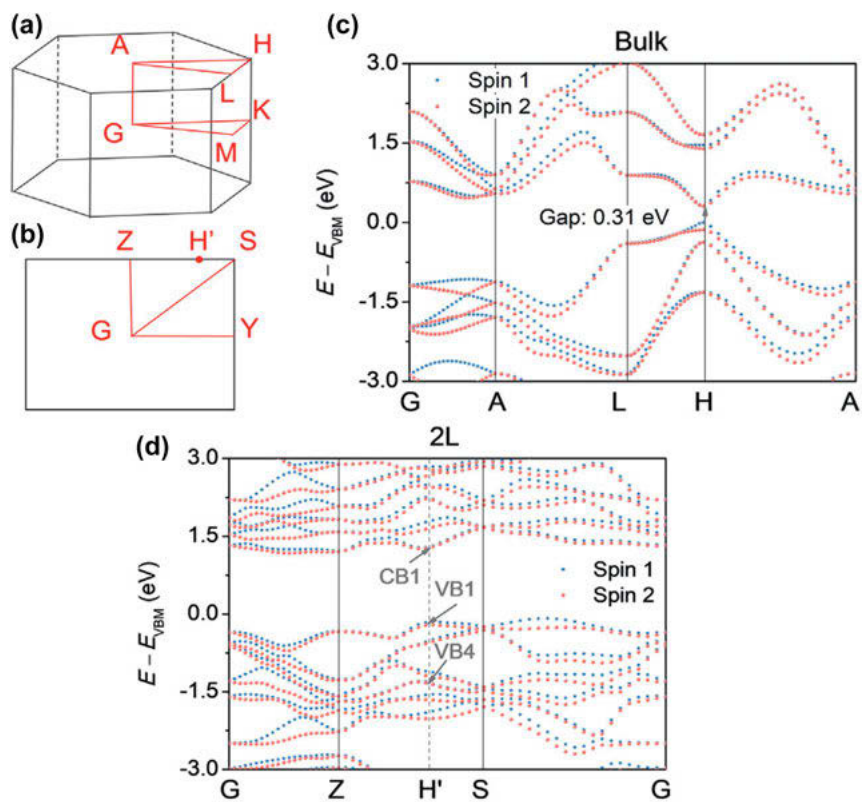 (a)
A
H
L
G
K
M
(b)
Z
H'
S
G
Y
(c)
Bulk
3.0
1.5
0.0
-1.5
-3.0
E – EVBM (eV)
Spin 1
Spin 2
Gap: 0.31 eV
G
A
L
H
A
(d)
2L
3.0
1.5
0.0
-1.5
-3.0
E – EVBM (eV)
CB1
VB1
VB4
Spin 1
Spin 2
G
Z
H'
S
G